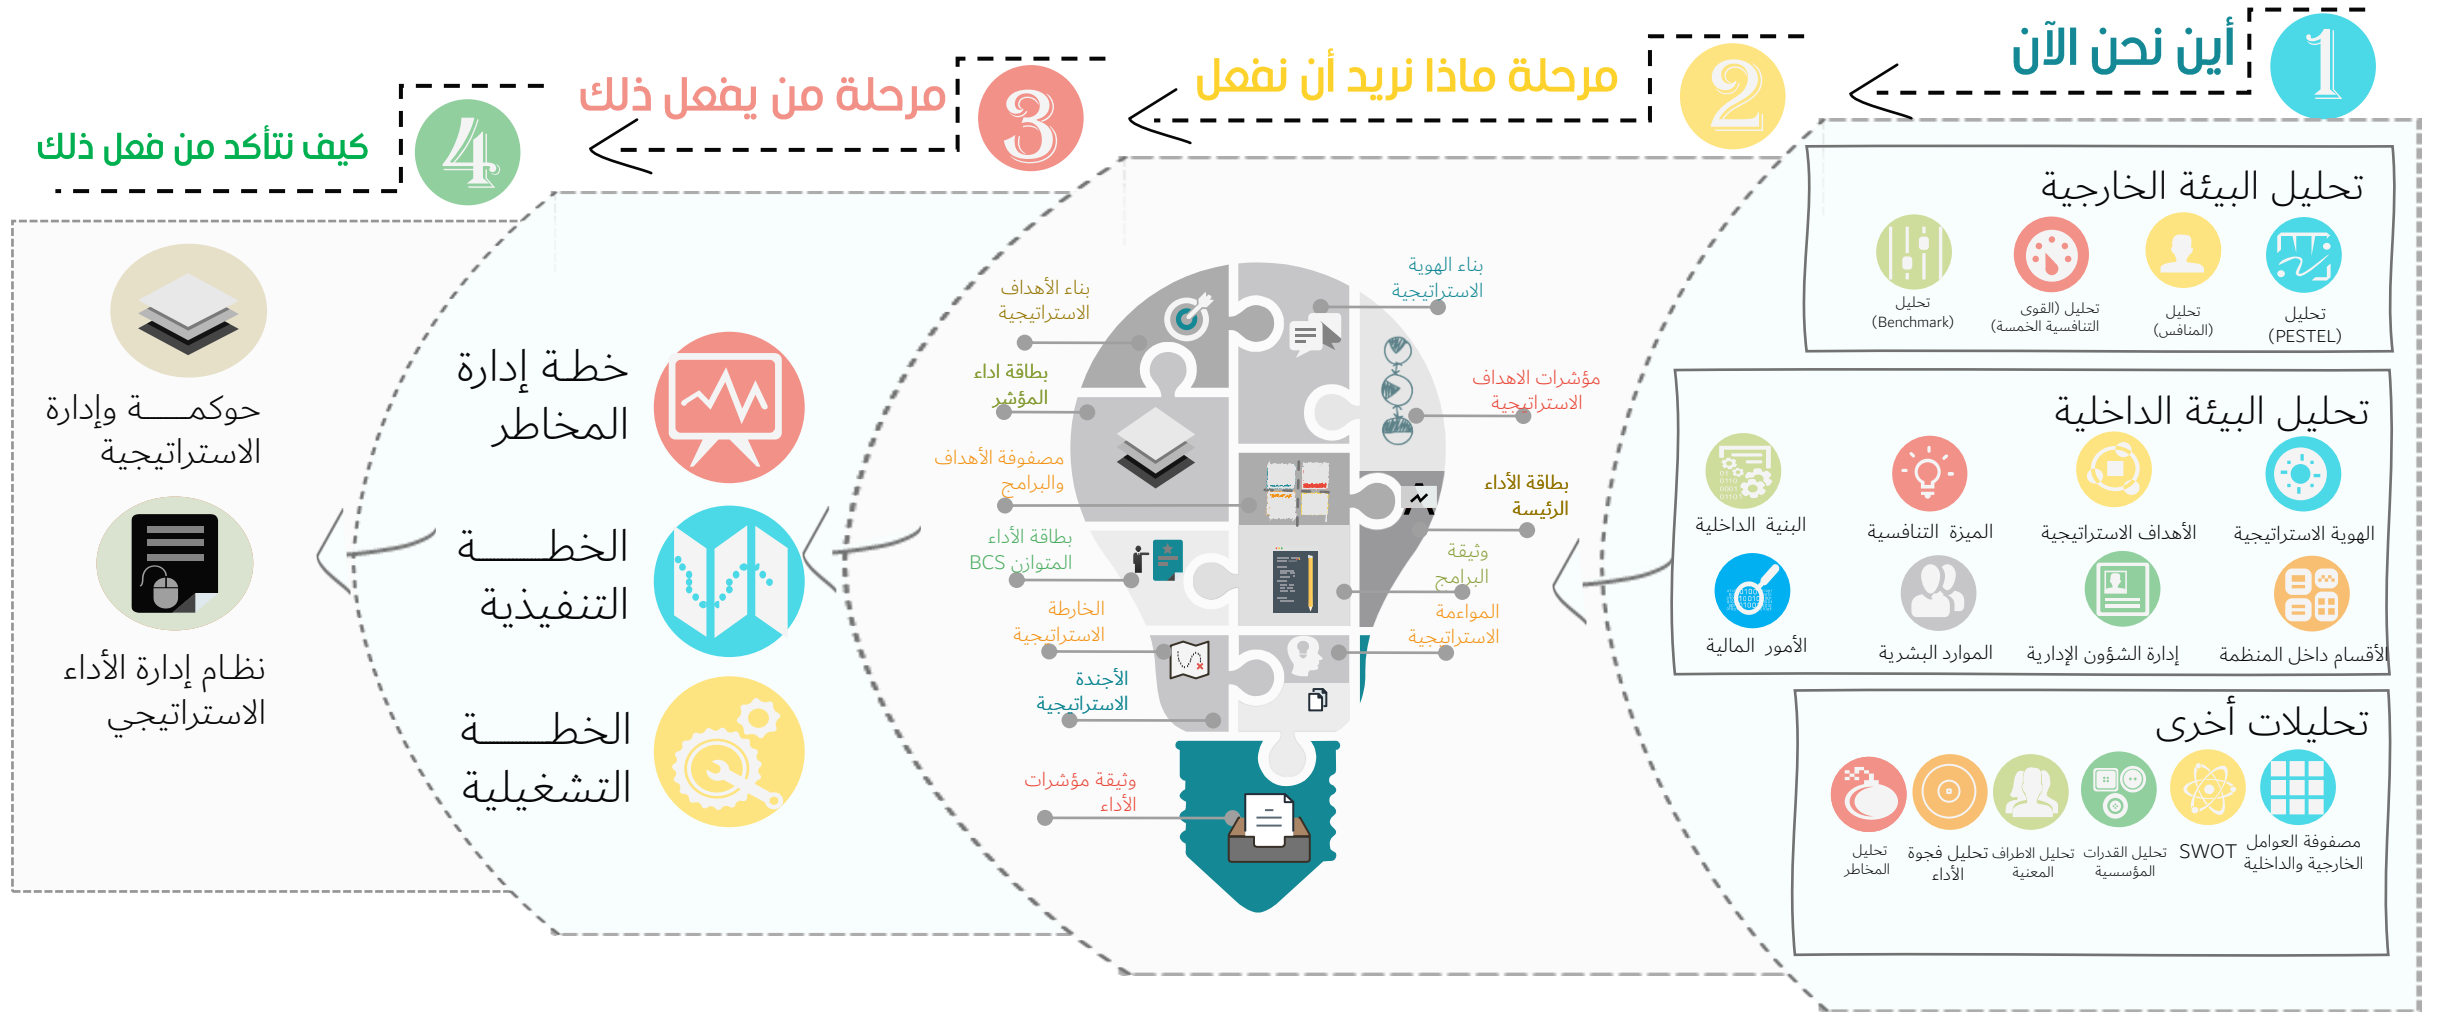 1
أين نحن الآن
2
مرحلة ماذا نريد أن نفعل
3
مرحلة من يفعل ذلك
4
كيف نتأكد من فعل ذلك
تحليل البيئة الخارجية
تحليل
(PESTEL)
تحليل
(المنافس)
تحليل (القوى
التنافسية الخمسة)
تحليل
(Benchmark)
تحليل البيئة الداخلية
الهوية الاستراتيجية
الأهداف الاستراتيجية
الميزة التنافسية
البنية الداخلية
الأقسام داخل المنظمة
إدارة الشؤون الإدارية
الموارد البشرية
الأمور المالية
تحليلات أخرى
مصفوفة العوامل
الخارجية والداخلية
SWOT
تحليل القدرات
المؤسسية
تحليل الاطراف
المعنية
تحليل فجوة
الأداء
تحليل
المخاطر
بناء الهوية
الاستراتيجية
مؤشرات الاهداف
الاستراتيجية
بطاقة الأداء
الرئيسة
وثيقة
البرامج
المواءمة
الاستراتيجية
بناء الأهداف
الاستراتيجية
بطاقة اداء
المؤشر
مصفوفة الأهداف
والبرامج
بطاقة الأداء
المتوازن BCS
الخارطة
الاستراتيجية
الأجندة
الاستراتيجية
وثيقة مؤشرات
الأداء
خطة إدارة
المخاطر
الخطـــــة
التنفيذية
الخطـــــة
التشغيلية
حوكمـــــة وإدارة
الاستراتيجية
نظام إدارة الأداء
الاستراتيجي